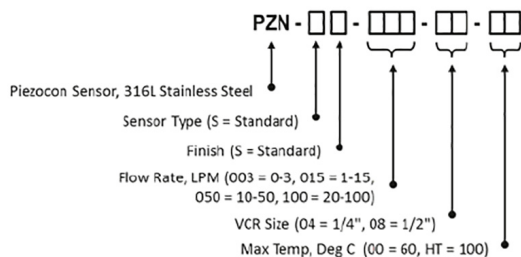 PZN - □ □ - □□□ - □□ - □□
Piezocon Sensor, 316L Stainless Steel
Sensor Type (S = Standard)
Finish (S = Standard)
Flow Rate, LPM (003 = 0-3, 015 = 1-15,
050 = 10-50, 100 = 20-100)
VCR Size (04 = 1/4", 08 = 1/2")
Max Temp, Deg C (00 = 60, HT = 100)